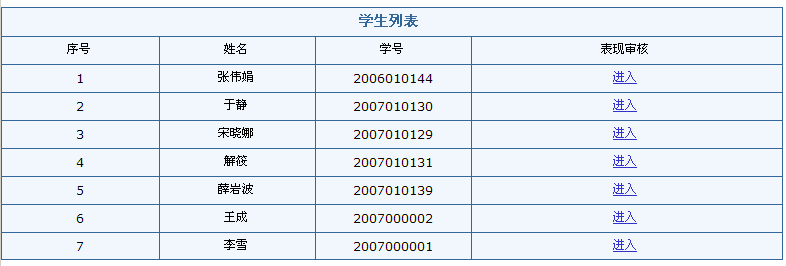 学生列表
序号 姓名 学号 表现审核
1 张伟娟 2006010144 进入
2 于静 2007010130 进入
3 宋晓娜 2007010129 进入
4 解筱 2007010131 进入
5 薛岩波 2007010139 进入
6 王成 2007000002 进入
7 李雪 2007000001 进入